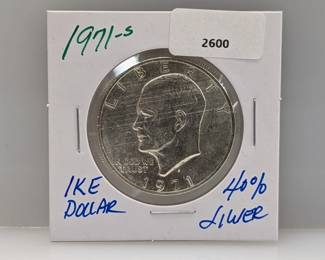 1971-S
2600
LIBERTY
IN GOD WE
TRUST
1971
IKE
DOLLAR
40%
SILVER